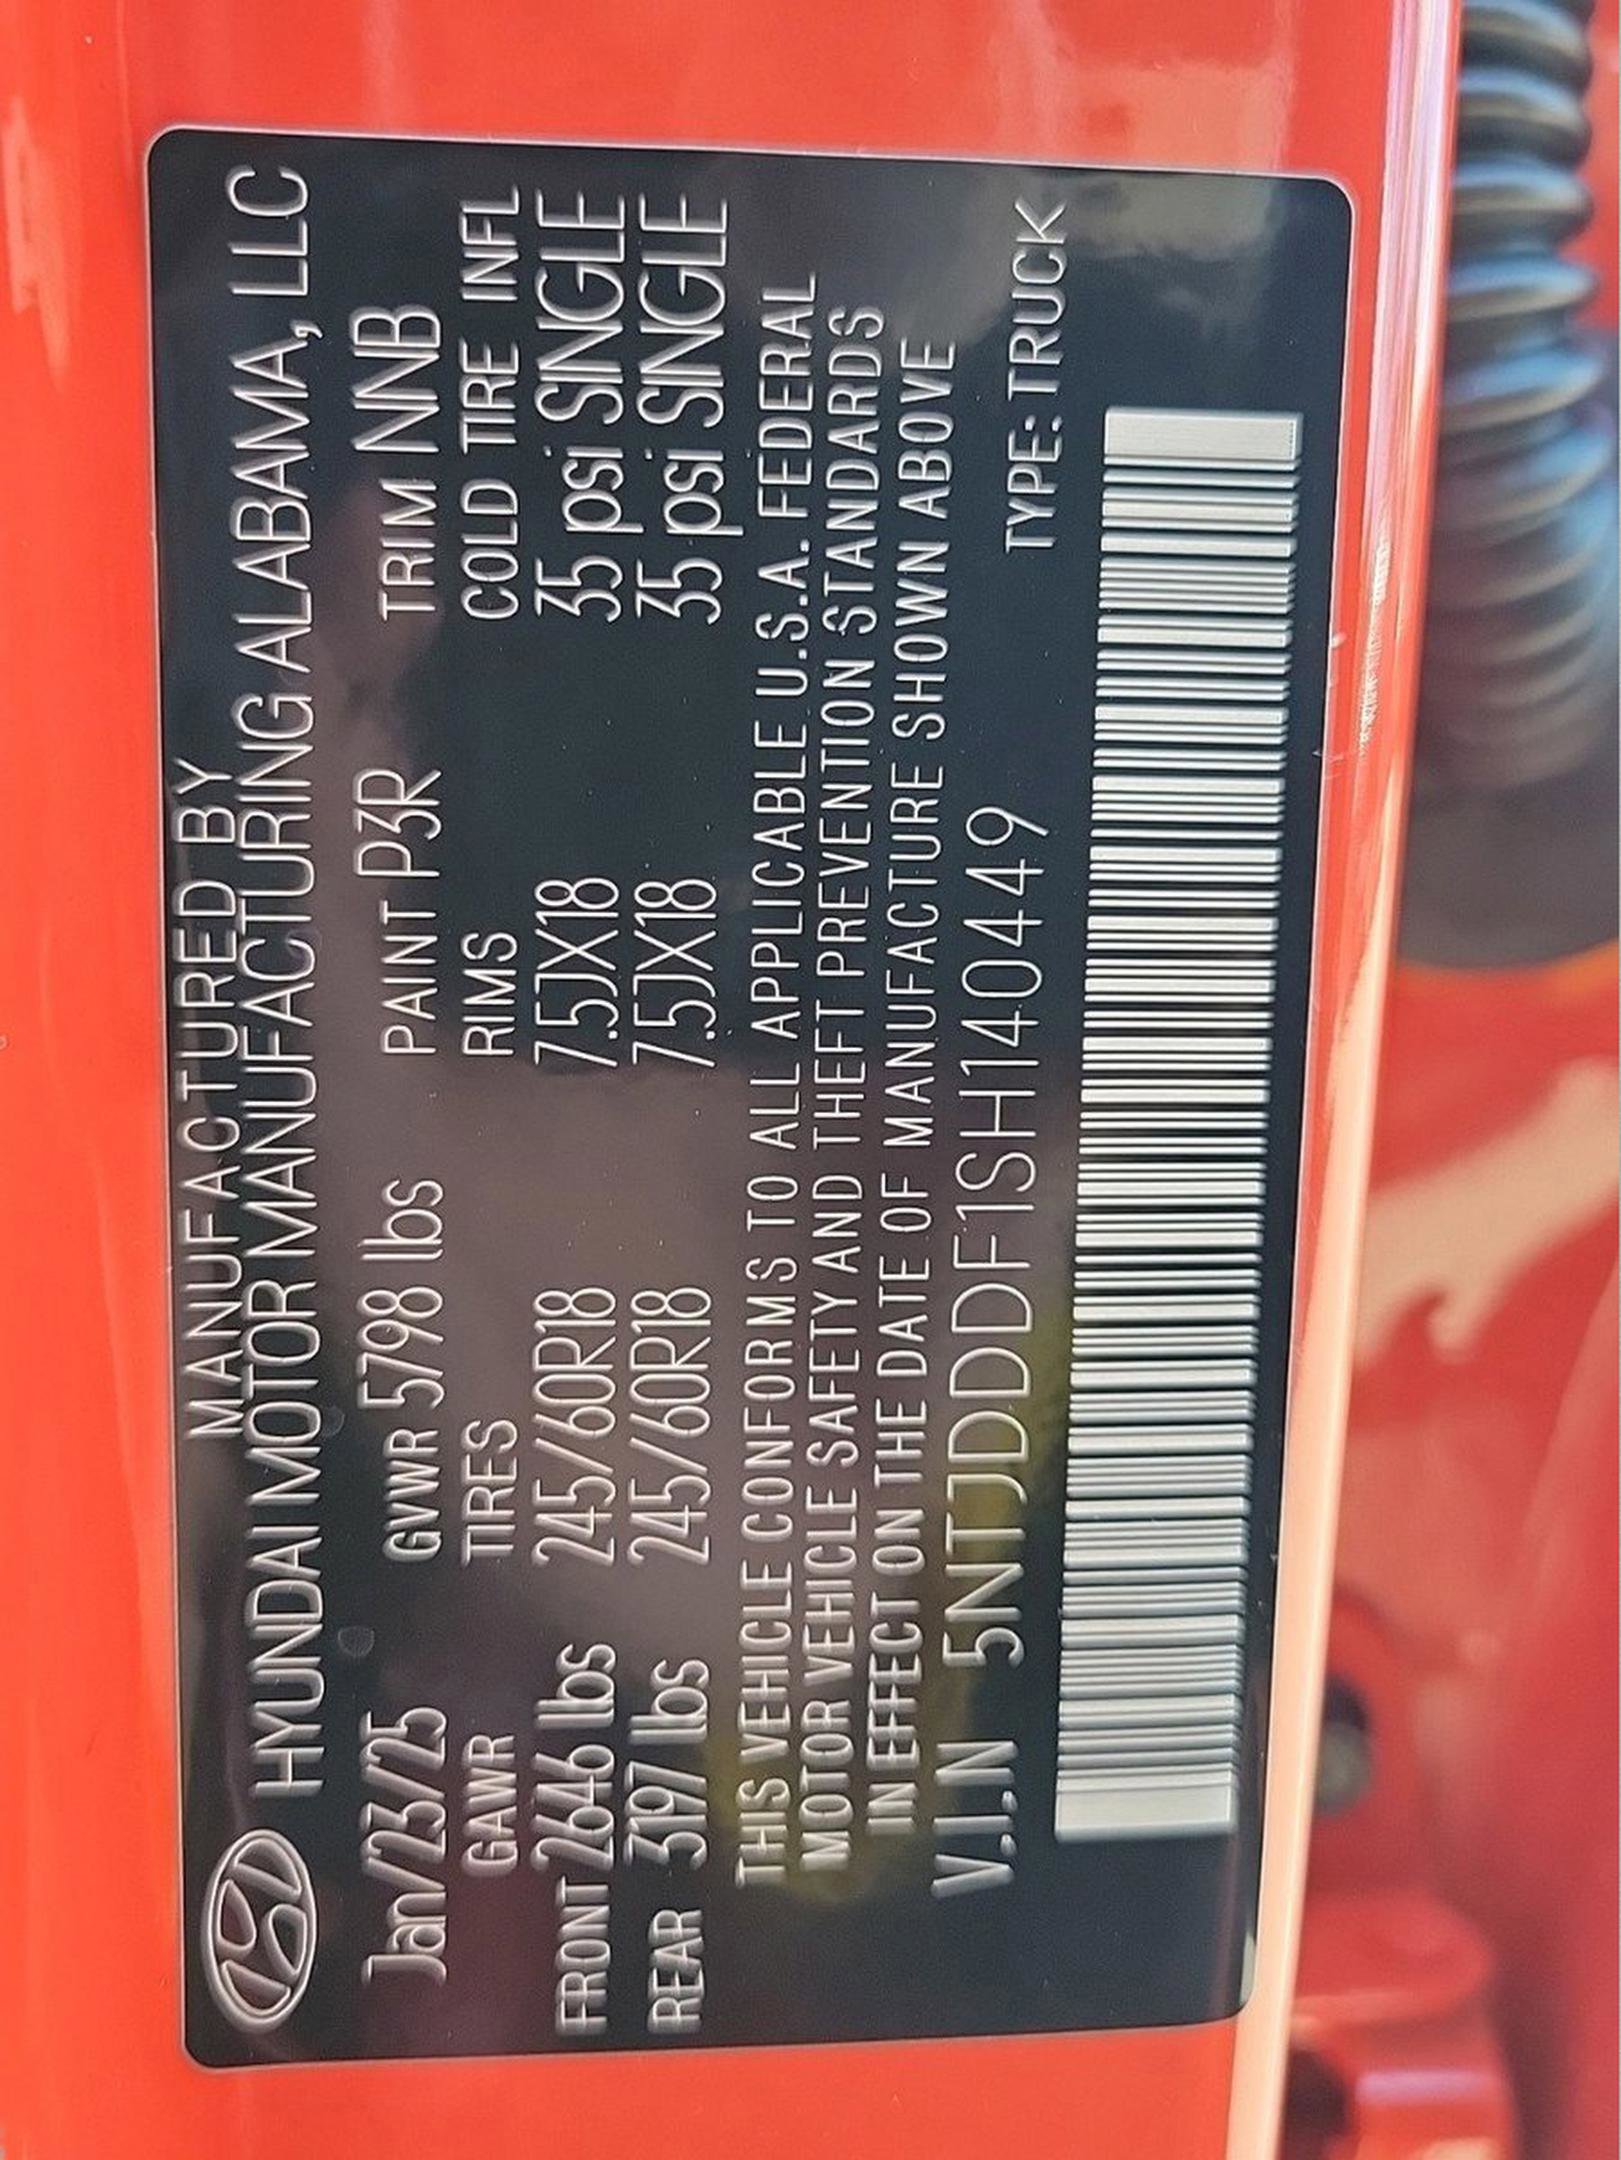 MANUFACTURED BY
HYUNDAI MOTOR MANUFACTURING ALABAMA, LLC
Jan/23/25 GVWR 5798 lbs PAINT P3R TRIM NNB
GAWR TIRES RIMS COLD TIRE INFL
FRONT 2646 lbs 245/60R18 7.5JX18 35 psi SINGLE
REAR 3197 lbs 245/60R18 7.5JX18 35 psi SINGLE
THIS VEHICLE CONFORMS TO ALL APPLICABLE U.S.A. FEDERAL
MOTOR VEHICLE SAFETY AND THEFT PREVENTION STANDARDS
IN EFFECT ON THE DATE OF MANUFACTURE SHOWN ABOVE
V.I.N 5NTJDDDF1SH140449
TYPE: TRUCK